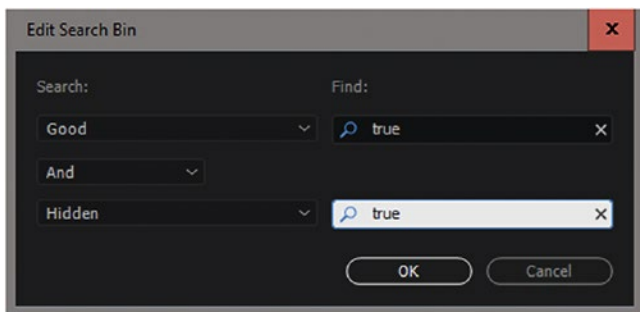 Edit Search Bin
Search: Find:
Good true
And
Hidden true
OK Cancel